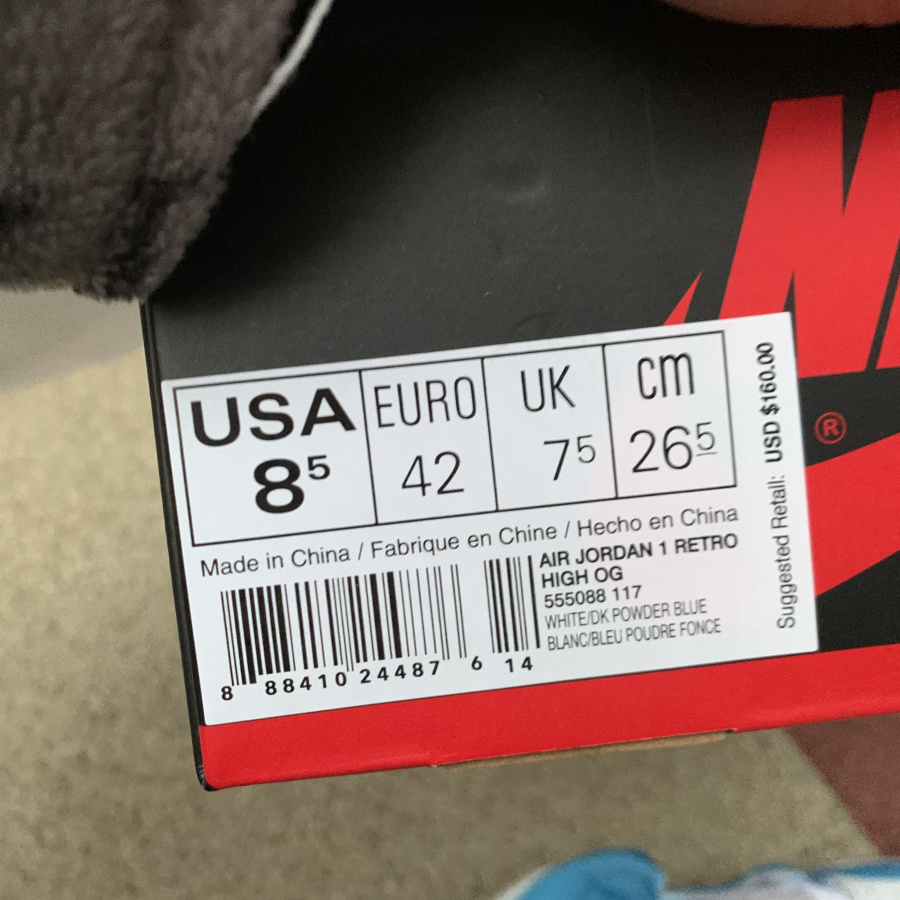 USA EURO UK cm
8⁵ 42 7⁵ 26⁵
Made in China / Fabrique en Chine / Hecho en China
AIR JORDAN 1 RETRO
HIGH OG
555088 117
WHITE/DK POWDER BLUE
BLANC/BLEU POUDRE FONCE
8 88410 24487 6 14
Suggested Retail: USD $160.00
®